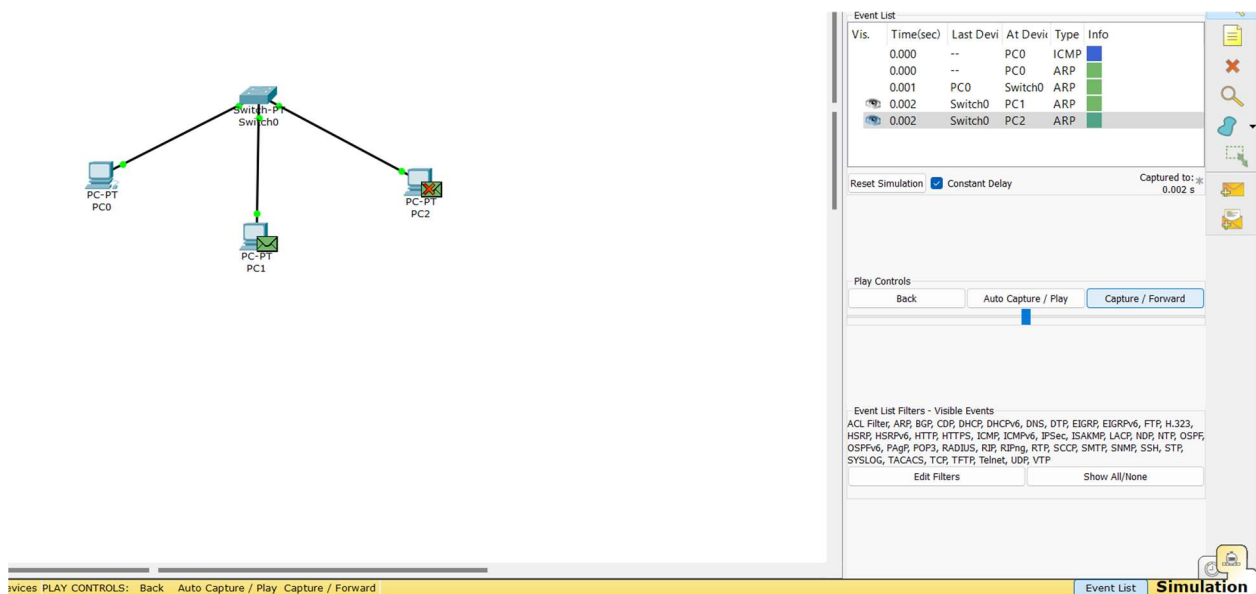 Switch-PT
Switch0
PC-PT
PC0
PC-PT
PC1
PC-PT
PC2
Event List
Vis. Time(sec) Last Devi At Devic Type Info
0.000 -- PC0 ICMP
0.000 -- PC0 ARP
0.001 PC0 Switch0 ARP
0.002 Switch0 PC1 ARP
0.002 Switch0 PC2 ARP
Reset Simulation Constant Delay Captured to: *
0.002 s
Play Controls
Back Auto Capture / Play Capture / Forward
Event List Filters - Visible Events
ACL Filter, ARP, BGP, CDP, DHCP, DHCPv6, DNS, DTP, EIGRP, EIGRPv6, FTP, H.323,
HSRP, HSRPv6, HTTP, HTTPS, ICMP, ICMPv6, IPSec, ISAKMP, LACP, NDP, NTP, OSPF,
OSPFv6, PAgP, POP3, RADIUS, RIP, RIPng, RTP, SCCP, SMTP, SNMP, SSH, STP,
SYSLOG, TACACS, TCP, TFTP, Telnet, UDP, VTP
Edit Filters Show All/None
evices PLAY CONTROLS: Back Auto Capture / Play Capture / Forward
Event List Simulation